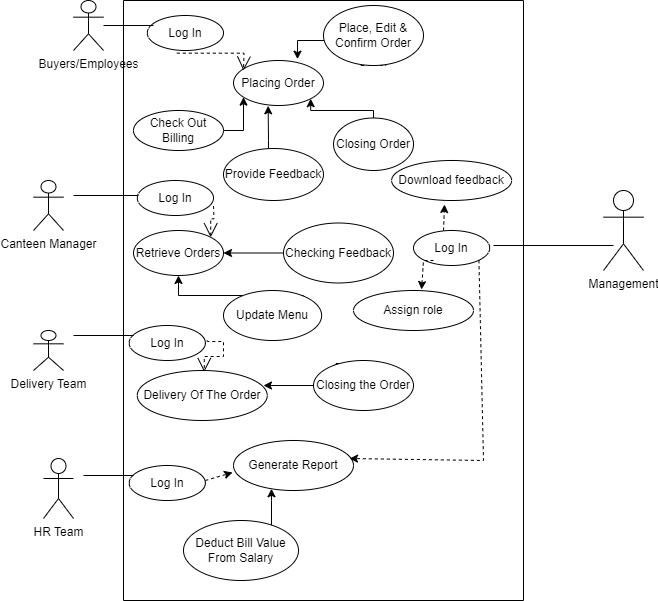 Log In
Place, Edit &
Confirm Order
Buyers/Employees
Placing Order
Check Out
Billing
Closing Order
Provide Feedback
Download feedback
Log In
Canteen Manager
Retrieve Orders
Checking Feedback
Log In
Management
Update Menu
Assign role
Log In
Delivery Team
Delivery Of The Order
Closing the Order
Generate Report
Log In
HR Team
Deduct Bill Value
From Salary